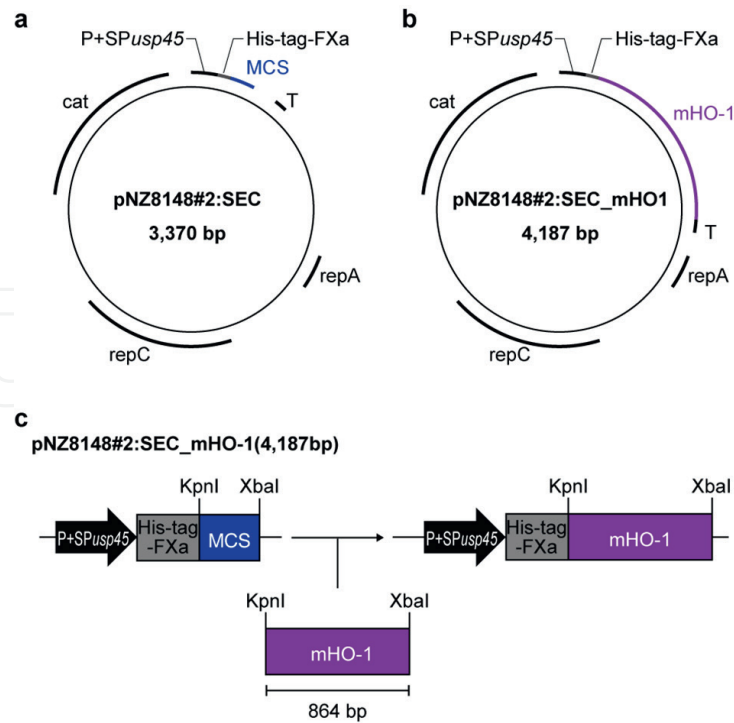 a
P+SPusp45
His-tag-FXa
MCS
cat
T
pNZ8148#2:SEC
3,370 bp
repA
repC
b
P+SPusp45
His-tag-FXa
cat
mHO-1
pNZ8148#2:SEC_mHO1
4,187 bp
T
repA
repC
c
pNZ8148#2:SEC_mHO-1(4,187bp)
KpnI XbaI
P+SPusp45
His-tag
-FXa
MCS
KpnI XbaI
mHO-1
864 bp
KpnI XbaI
P+SPusp45
His-tag
-FXa
mHO-1